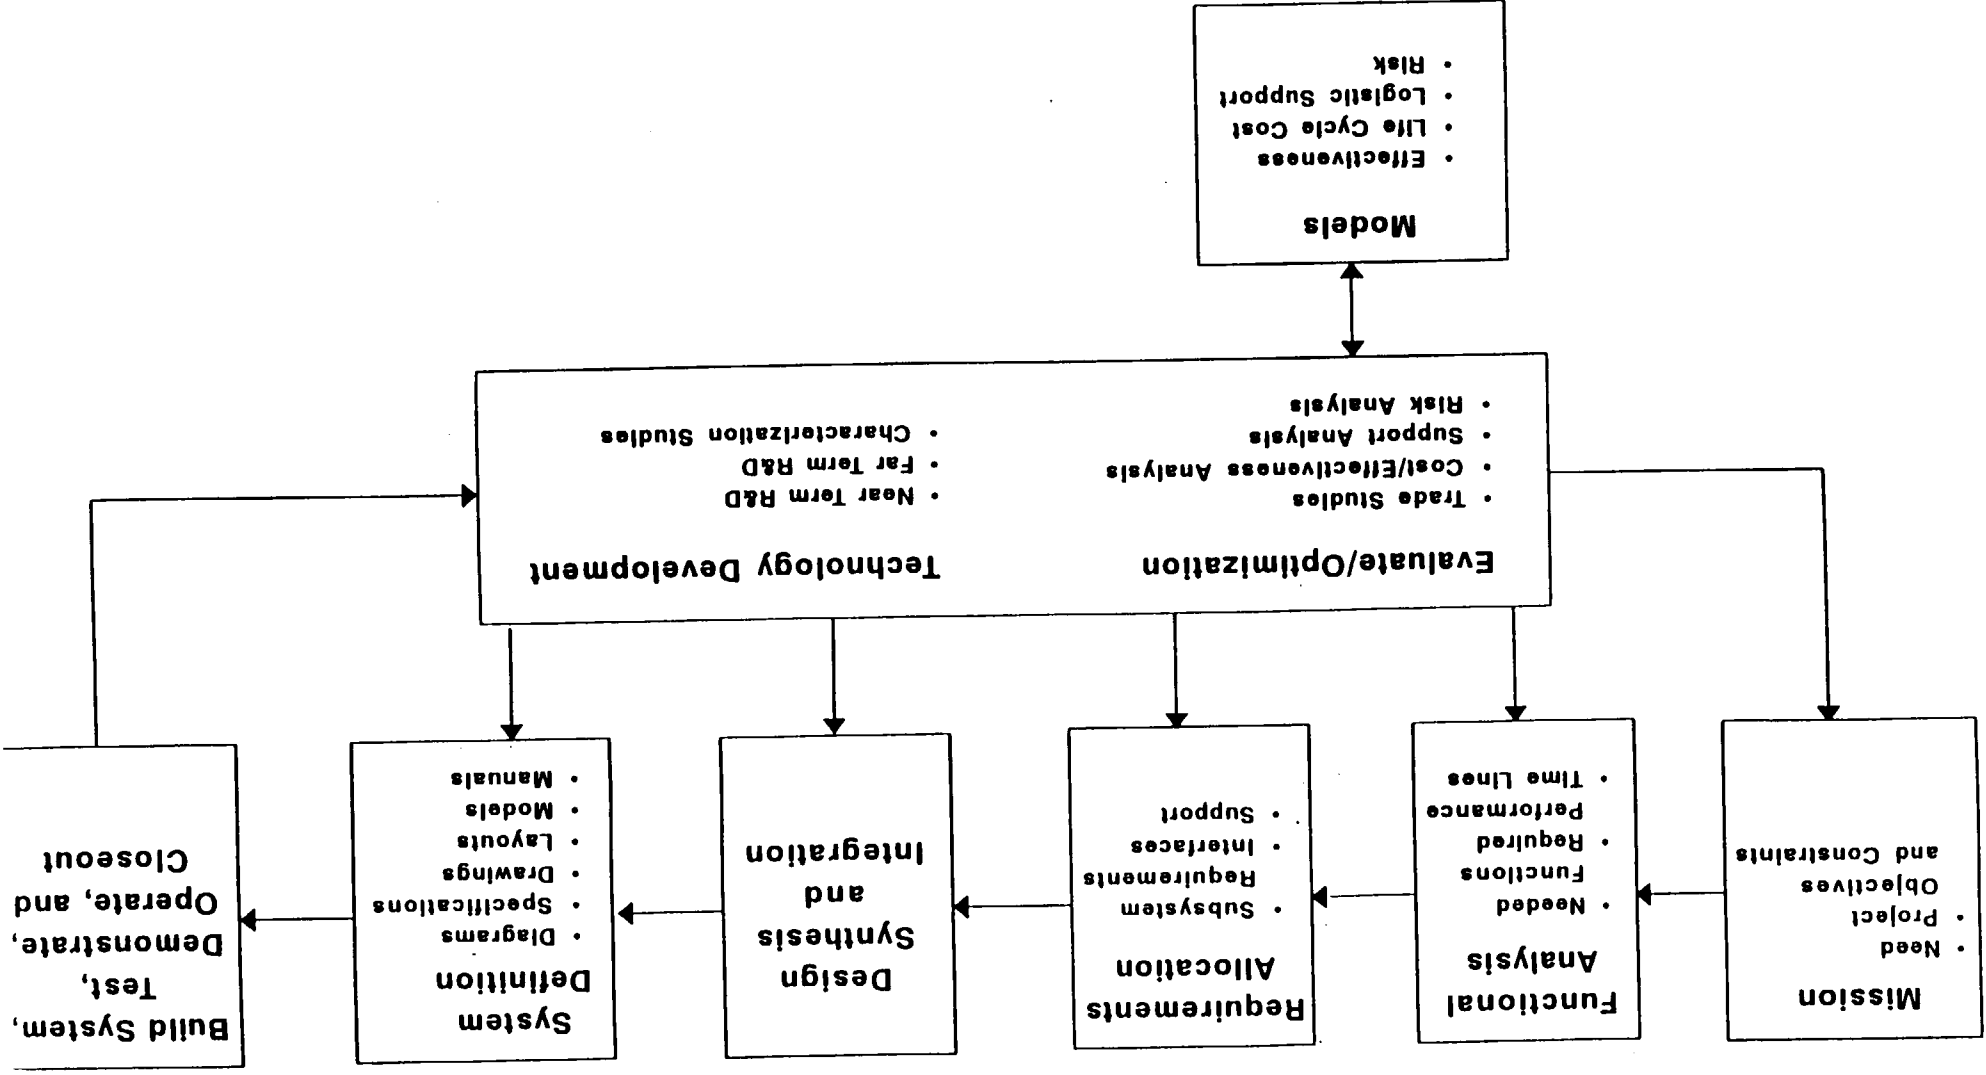 Mission
• Need
• Project
Objectives
and Constraints
Functional
Analysis
• Needed
Functions
• Required
Performance
• Time Lines
Requirements
Allocation
• Subsystem
Requirements
• Interfaces
• Support
Design
Synthesis
and
Integration
System
Definition
• Diagrams
• Specifications
• Drawings
• Layouts
• Models
• Manuals
Build System,
Test,
Demonstrate,
Operate, and
Closeout
Evaluate/Optimization
• Trade Studies
• Cost/Effectiveness Analysis
• Support Analysis
• Risk Analysis
Technology Development
• Near Term R&D
• Far Term R&D
• Characterization Studies
Models
• Effectiveness
• Life Cycle Cost
• Logistic Support
• Risk